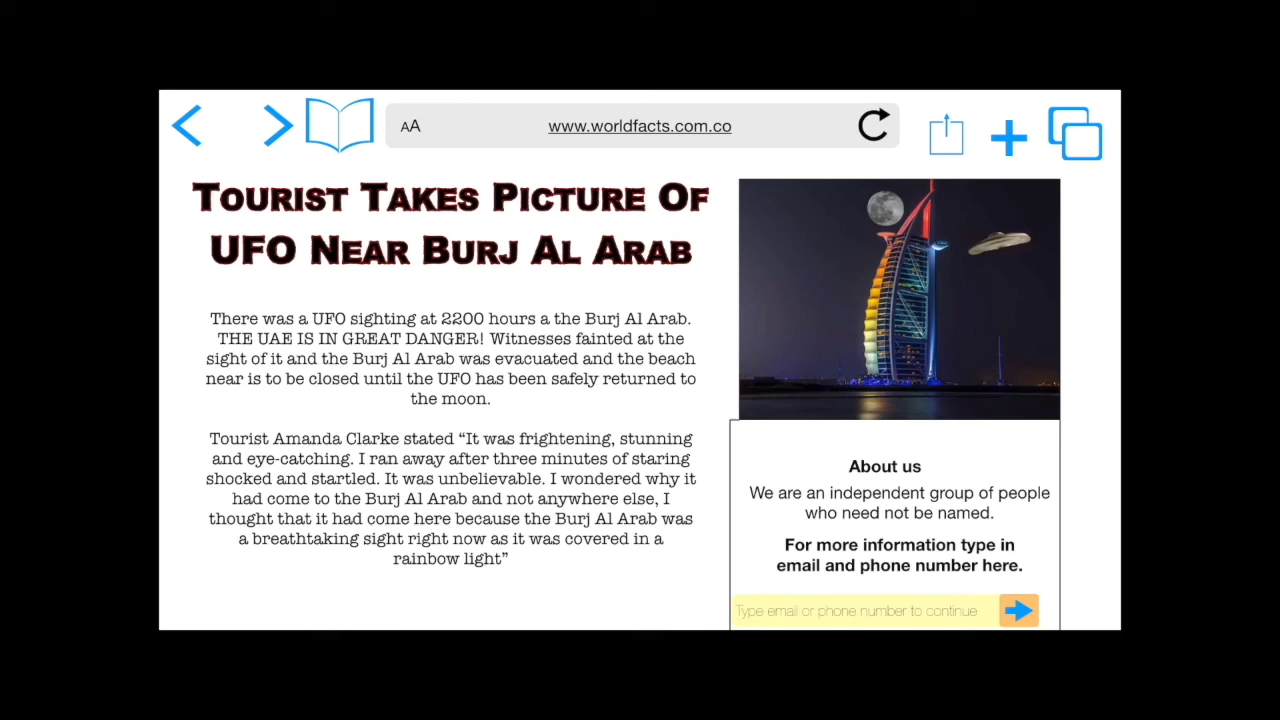 AA
www.worldfacts.com.co
TOURIST TAKES PICTURE OF
UFO NEAR BURJ AL ARAB
There was a UFO sighting at 2200 hours a the Burj Al Arab.
THE UAE IS IN GREAT DANGER! Witnesses fainted at the
sight of it and the Burj Al Arab was evacuated and the beach
near is to be closed until the UFO has been safely returned to
the moon.
Tourist Amanda Clarke stated “It was frightening, stunning
and eye-catching. I ran away after three minutes of staring
shocked and startled. It was unbelievable. I wondered why it
had come to the Burj Al Arab and not anywhere else, I
thought that it had come here because the Burj Al Arab was
a breathtaking sight right now as it was covered in a
rainbow light”
About us
We are an independent group of people
who need not be named.
For more information type in
email and phone number here.
Type email or phone number to continue